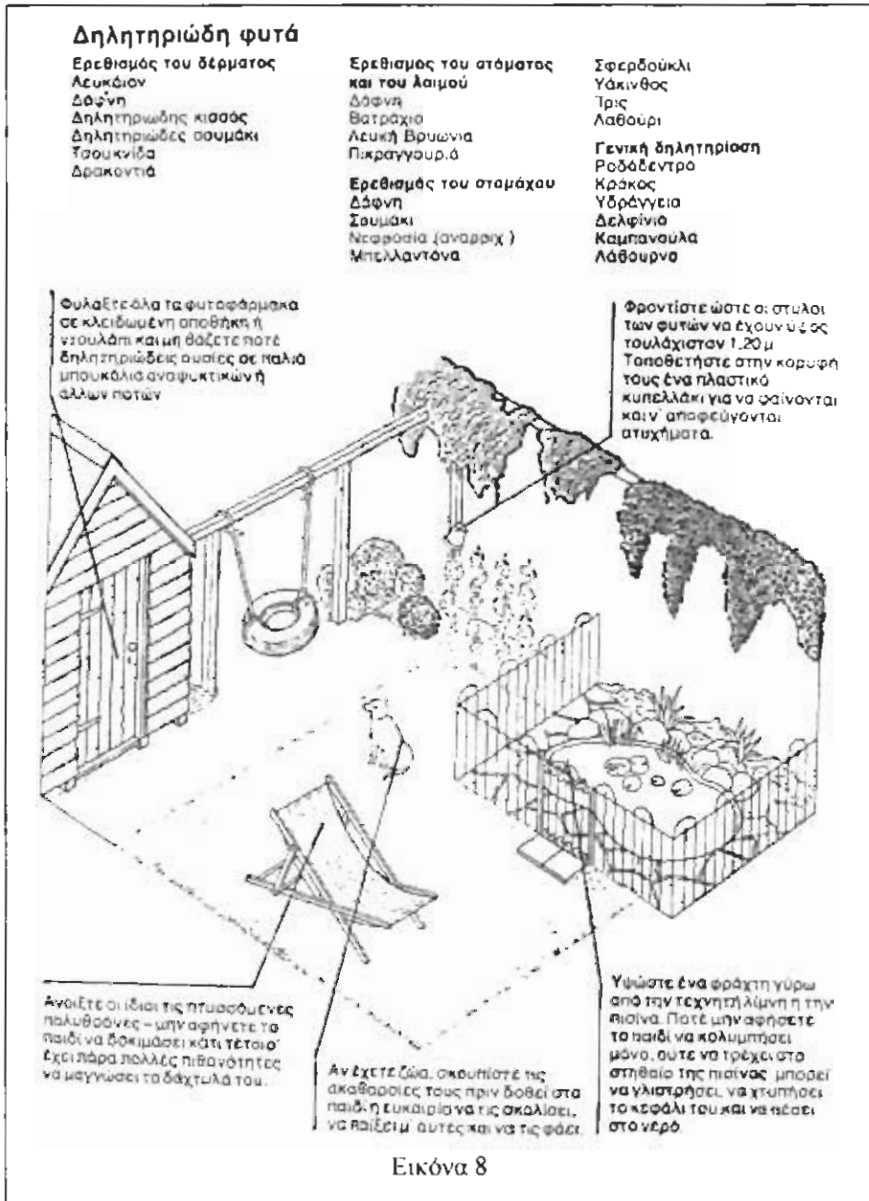 Δηλητηριώδη φυτά
Ερεθισμός του δέρματος
Λευκόιον
Δάφνη
Δηλητηριώδης κισσός
Δηλητηριώδες σουμάκι
Τσουκνίδα
Δρακοντιά
Ερεθισμός του στόματος
και του λαιμού
Δάφνη
Βατράχιο
Λευκή Βρυωνία
Πικραγγουριά
Ερεθισμός του στομάχου
Δάφνη
Σουμάκι
Νεφροσία (αναρριχ)
Μπελλαντόνα
Σφερδούκλι
Υάκινθος
Ίρις
Λαθούρι
Γενική δηλητηρίαση
Ροδόδεντρο
Κρόκος
Υδράγγεια
Δελφίνιο
Καμπανούλα
Λάθουρνο
Φυλάξτε όλα τα φυτοφάρμακα
σε κλειδωμένη αποθήκη ή
ντουλάπι και μη βάζετε ποτέ
δηλητηριώδεις ουσίες σε παλιά
μπουκάλια αναψυκτικών ή
άλλων ποτών
Φροντίστε ώστε οι στύλοι
των φυτών να έχουν ύψος
τουλάχιστον 1,20 μ
Τοποθετήστε στην κορυφή
τους ένα πλαστικό
κυπελλάκι για να φαίνονται
και ν' αποφεύγονται
ατυχήματα.
Ανοίξτε οι ίδιοι τις πτυσσόμενες
πολυθρόνες – μην αφήνετε το
παιδί να δοκιμάσει κάτι τέτοιο·
έχει πάρα πολλές πιθανότητες
να μαγνώσει το δάχτυλό του.
Αν έχετε ζώα, σκουπίστε τις
ακαθαρσίες τους πριν δοθεί στο
παιδί η ευκαιρία να τις σκαλίσει,
να παίξει μ' αυτές και να τις φάει.
Υψώστε ένα φράχτη γύρω
από την τεχνητή λίμνη η την
πισίνα. Ποτέ μην αφήσετε
το παιδί να κολυμπήσει
μόνο, ούτε να τρέχει στο
στηθαίο της πισίνας· μπορεί
να γλιστρήσει, να χτυπήσει
το κεφάλι του και να πέσει
στο νερό.
Εικόνα 8